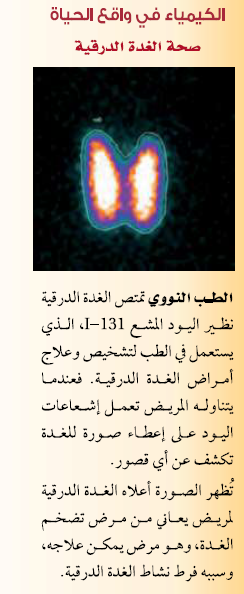 الكيمياء في واقع الحياة
صحة الغدة الدرقية
الطب النووي تمتص الغدة الدرقية
نظير اليود المشع I–131، الذي
يستعمل في الطب لتشخيص وعلاج
أمراض الغدة الدرقية. فعندما
يتناوله المريض تعمل إشعاعات
اليود على إعطاء صورة للغدة
تكشف عن أي قصور.
تُظهر الصورة أعلاه الغدة الدرقية
لمريض يعاني من مرض تضخم
الغدة، وهو مرض يمكن علاجه،
وسببه فرط نشاط الغدة الدرقية.